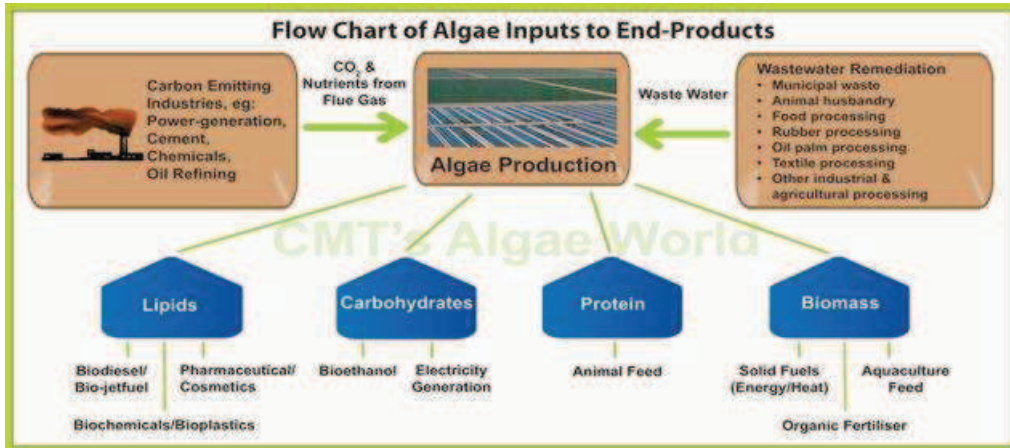 Flow Chart of Algae Inputs to End-Products
Carbon Emitting
Industries, eg:
Power-generation,
Cement,
Chemicals,
Oil Refining
CO2 &
Nutrients from
Flue Gas
Algae Production
Waste Water
Wastewater Remediation
• Municipal waste
• Animal husbandry
• Food processing
• Rubber processing
• Oil palm processing
• Textile processing
• Other industrial &
agricultural processing
CMT's Algae World
Lipids
Carbohydrates
Protein
Biomass
Biodiesel/
Bio-jetfuel
Pharmaceutical/
Cosmetics
Biochemicals/Bioplastics
Bioethanol
Electricity
Generation
Animal Feed
Solid Fuels
(Energy/Heat)
Aquaculture
Feed
Organic Fertiliser